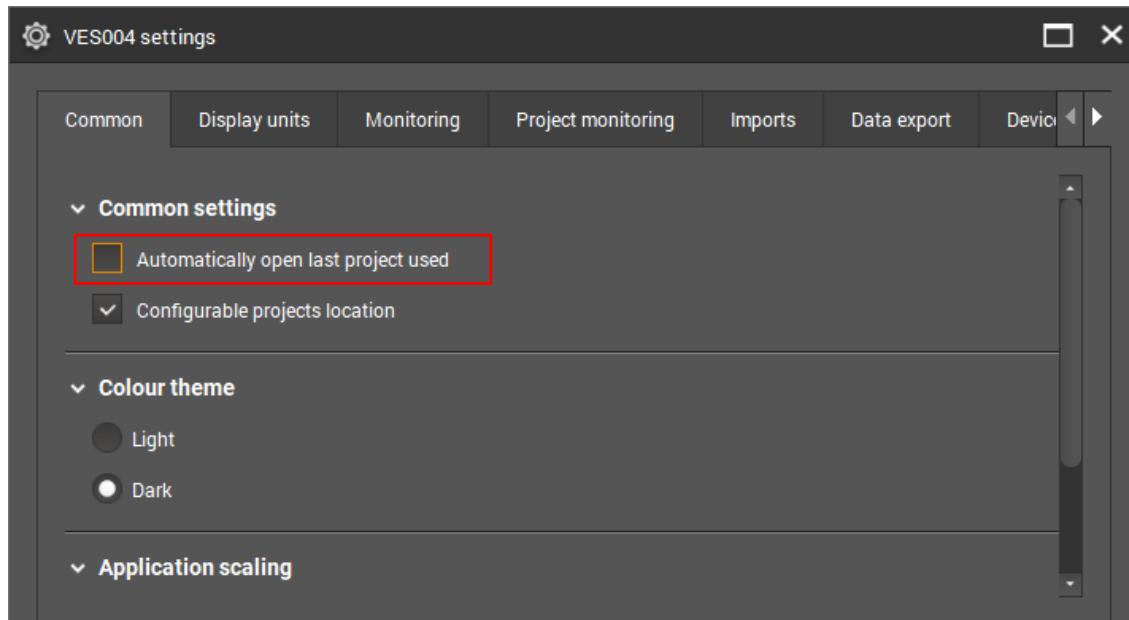 VES004 settings
Common Display units Monitoring Project monitoring Imports Data export Device
Common settings
Automatically open last project used
Configurable projects location
Colour theme
Light
Dark
Application scaling